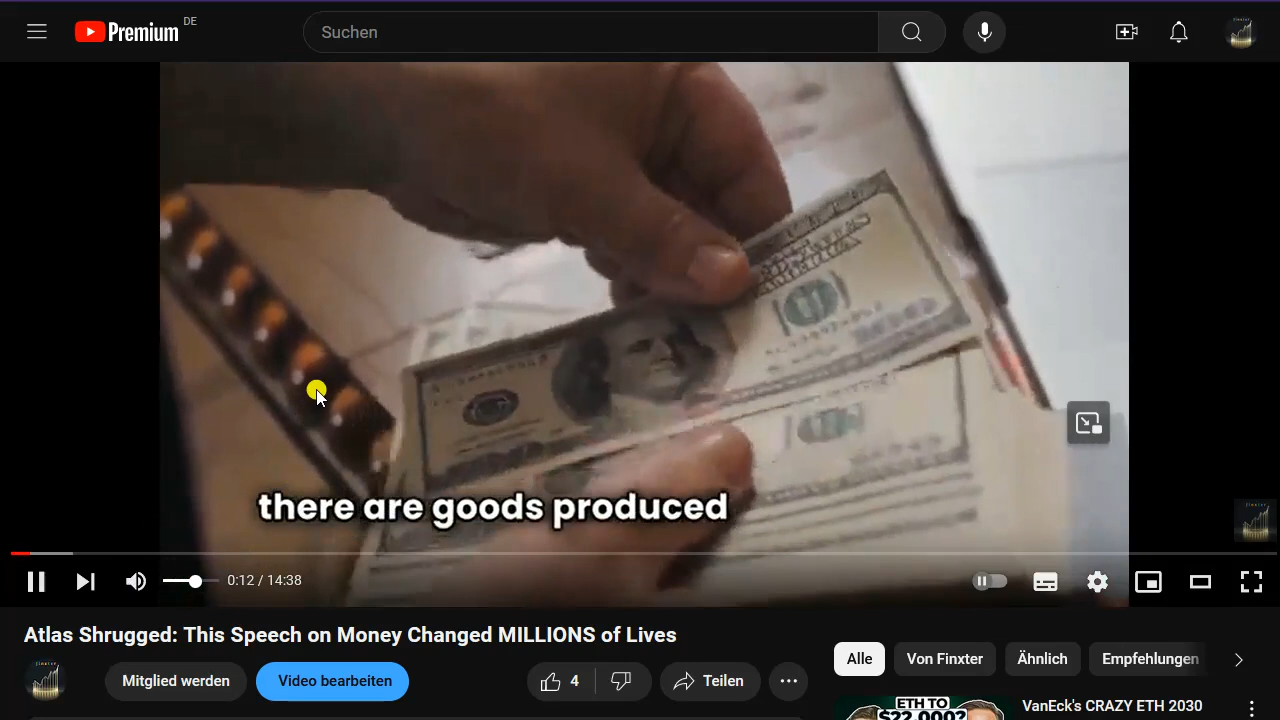 Premium DE
Suchen
there are goods produced
0:12 / 14:38
Atlas Shrugged: This Speech on Money Changed MILLIONS of Lives
Mitglied werden
Video bearbeiten
4
Teilen
Alle
Von Finxter
Ähnlich
Empfehlungen
ETH TO
$22,000?
VanEck's CRAZY ETH 2030